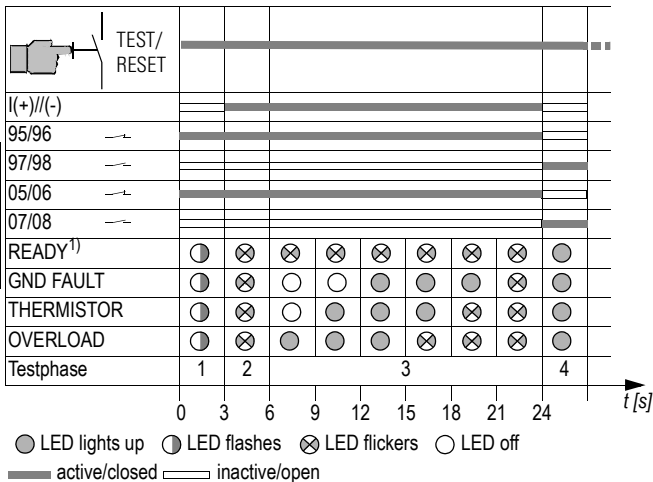 TEST/
RESET
I(+)//(-)
95/96
97/98
05/06
07/08
READY1)
GND FAULT
THERMISTOR
OVERLOAD
Testphase 1 2 3 4
0 3 6 9 12 15 18 21 24 t [s]
LED lights up LED flashes LED flickers LED off
active/closed inactive/open